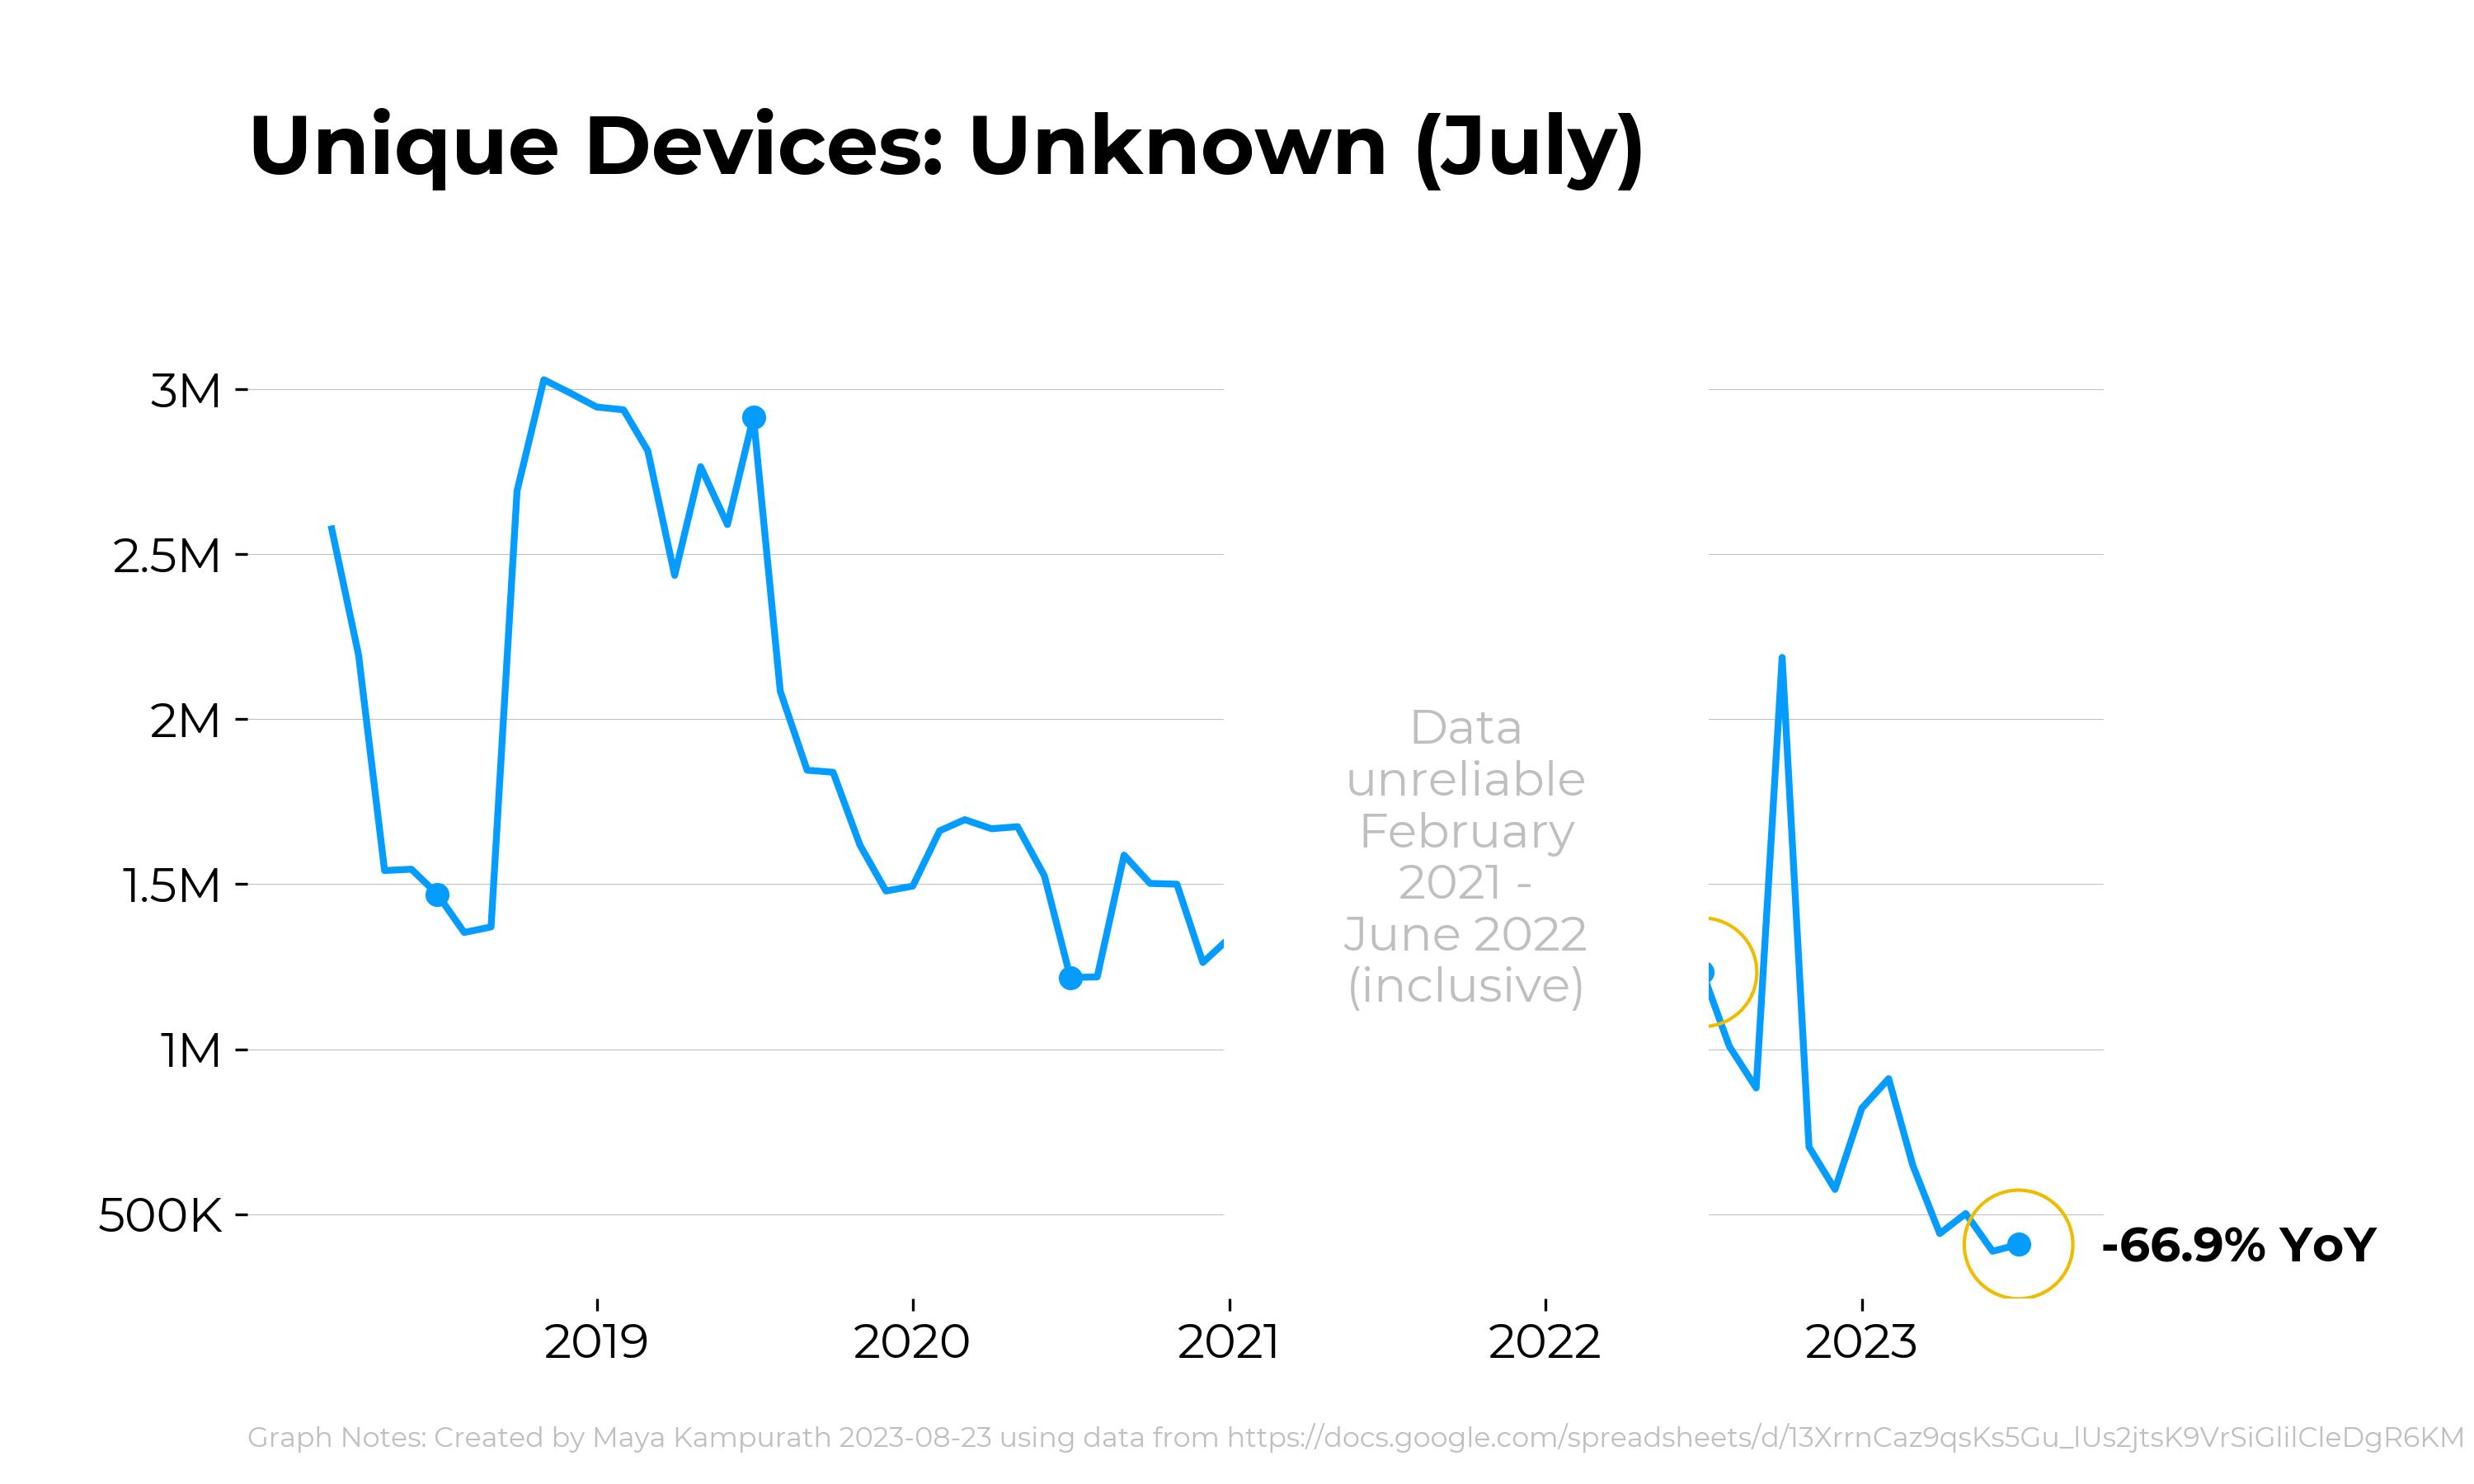 Unique Devices: Unknown (July)
3M
2.5M
2M
1.5M
1M
500K
Data
unreliable
February
2021 -
June 2022
(inclusive)
-66.9% YoY
2019
2020
2021
2022
2023
Graph Notes: Created by Maya Kampurath 2023-08-23 using data from https://docs.google.com/spreadsheets/d/13XrrnCaz9qsKs5Gu_lUs2jtsK9VrSiGlilCleDgR6KM